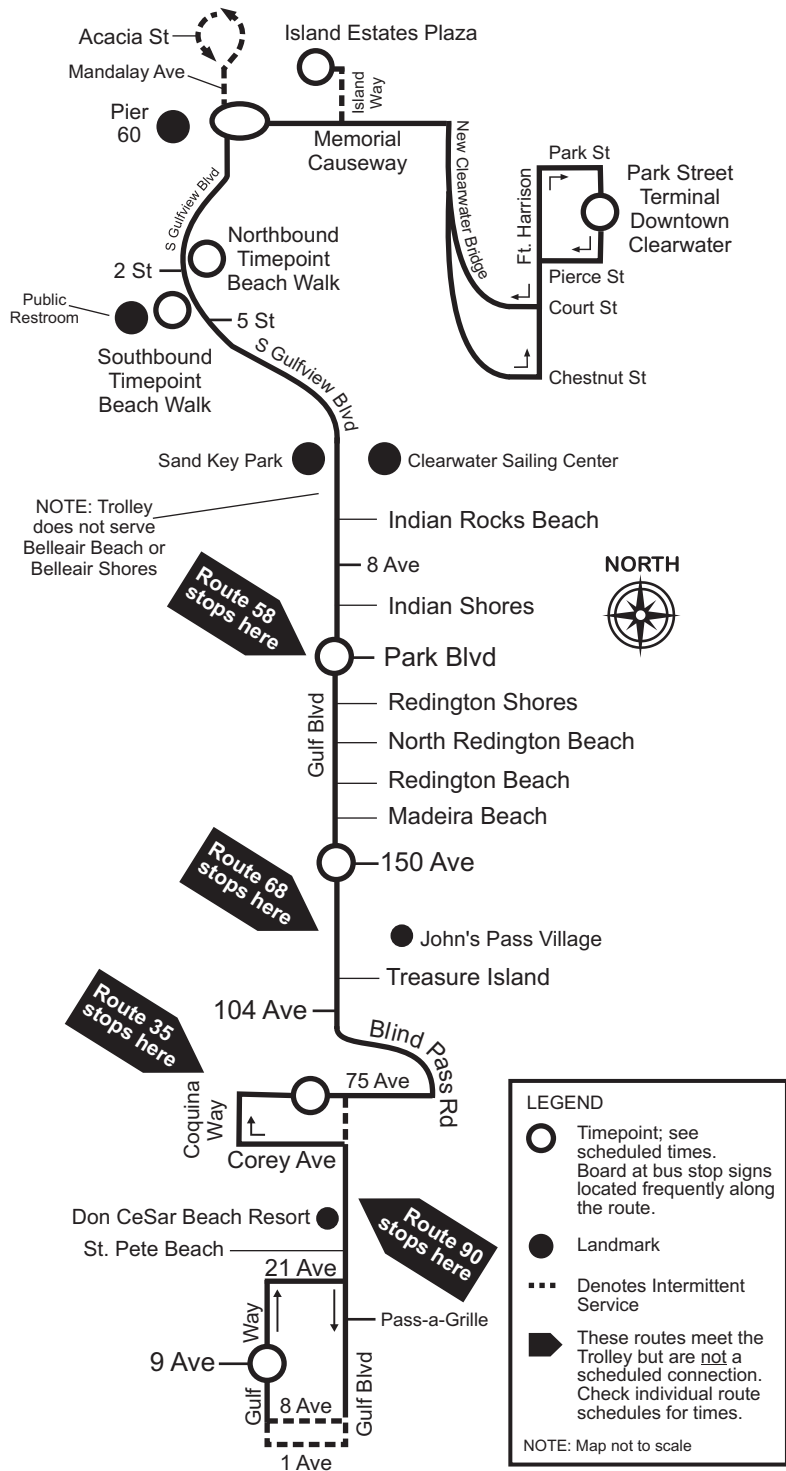 Acacia St
Island Estates Plaza
Mandalay Ave
Island
Way
Pier
60
Memorial
Causeway
New Clearwater Bridge
Park St
Ft. Harrison
Park Street
Terminal
Downtown
Clearwater
Pierce St
Court St
Chestnut St
S Gulfview Blvd
Northbound
Timepoint
Beach Walk
2 St
Public
Restroom
5 St
Southbound
Timepoint
Beach Walk
S Gulfview Blvd
Sand Key Park
Clearwater Sailing Center
NOTE: Trolley
does not serve
Belleair Beach or
Belleair Shores
Indian Rocks Beach
8 Ave
NORTH
Route 58
stops here
Indian Shores
Park Blvd
Gulf Blvd
Redington Shores
North Redington Beach
Redington Beach
Madeira Beach
150 Ave
Route 68
stops here
John's Pass Village
Treasure Island
104 Ave
Route 35
stops here
Blind Pass Rd
75 Ave
Coquina
Way
Corey Ave
Don CeSar Beach Resort
Route 90
stops here
St. Pete Beach
21 Ave
Pass-a-Grille
Gulf Way
9 Ave
Gulf Blvd
8 Ave
1 Ave
LEGEND
Timepoint; see
scheduled times.
Board at bus stop signs
located frequently along
the route.
Landmark
Denotes Intermittent
Service
These routes meet the
Trolley but are not a
scheduled connection.
Check individual route
schedules for times.
NOTE: Map not to scale